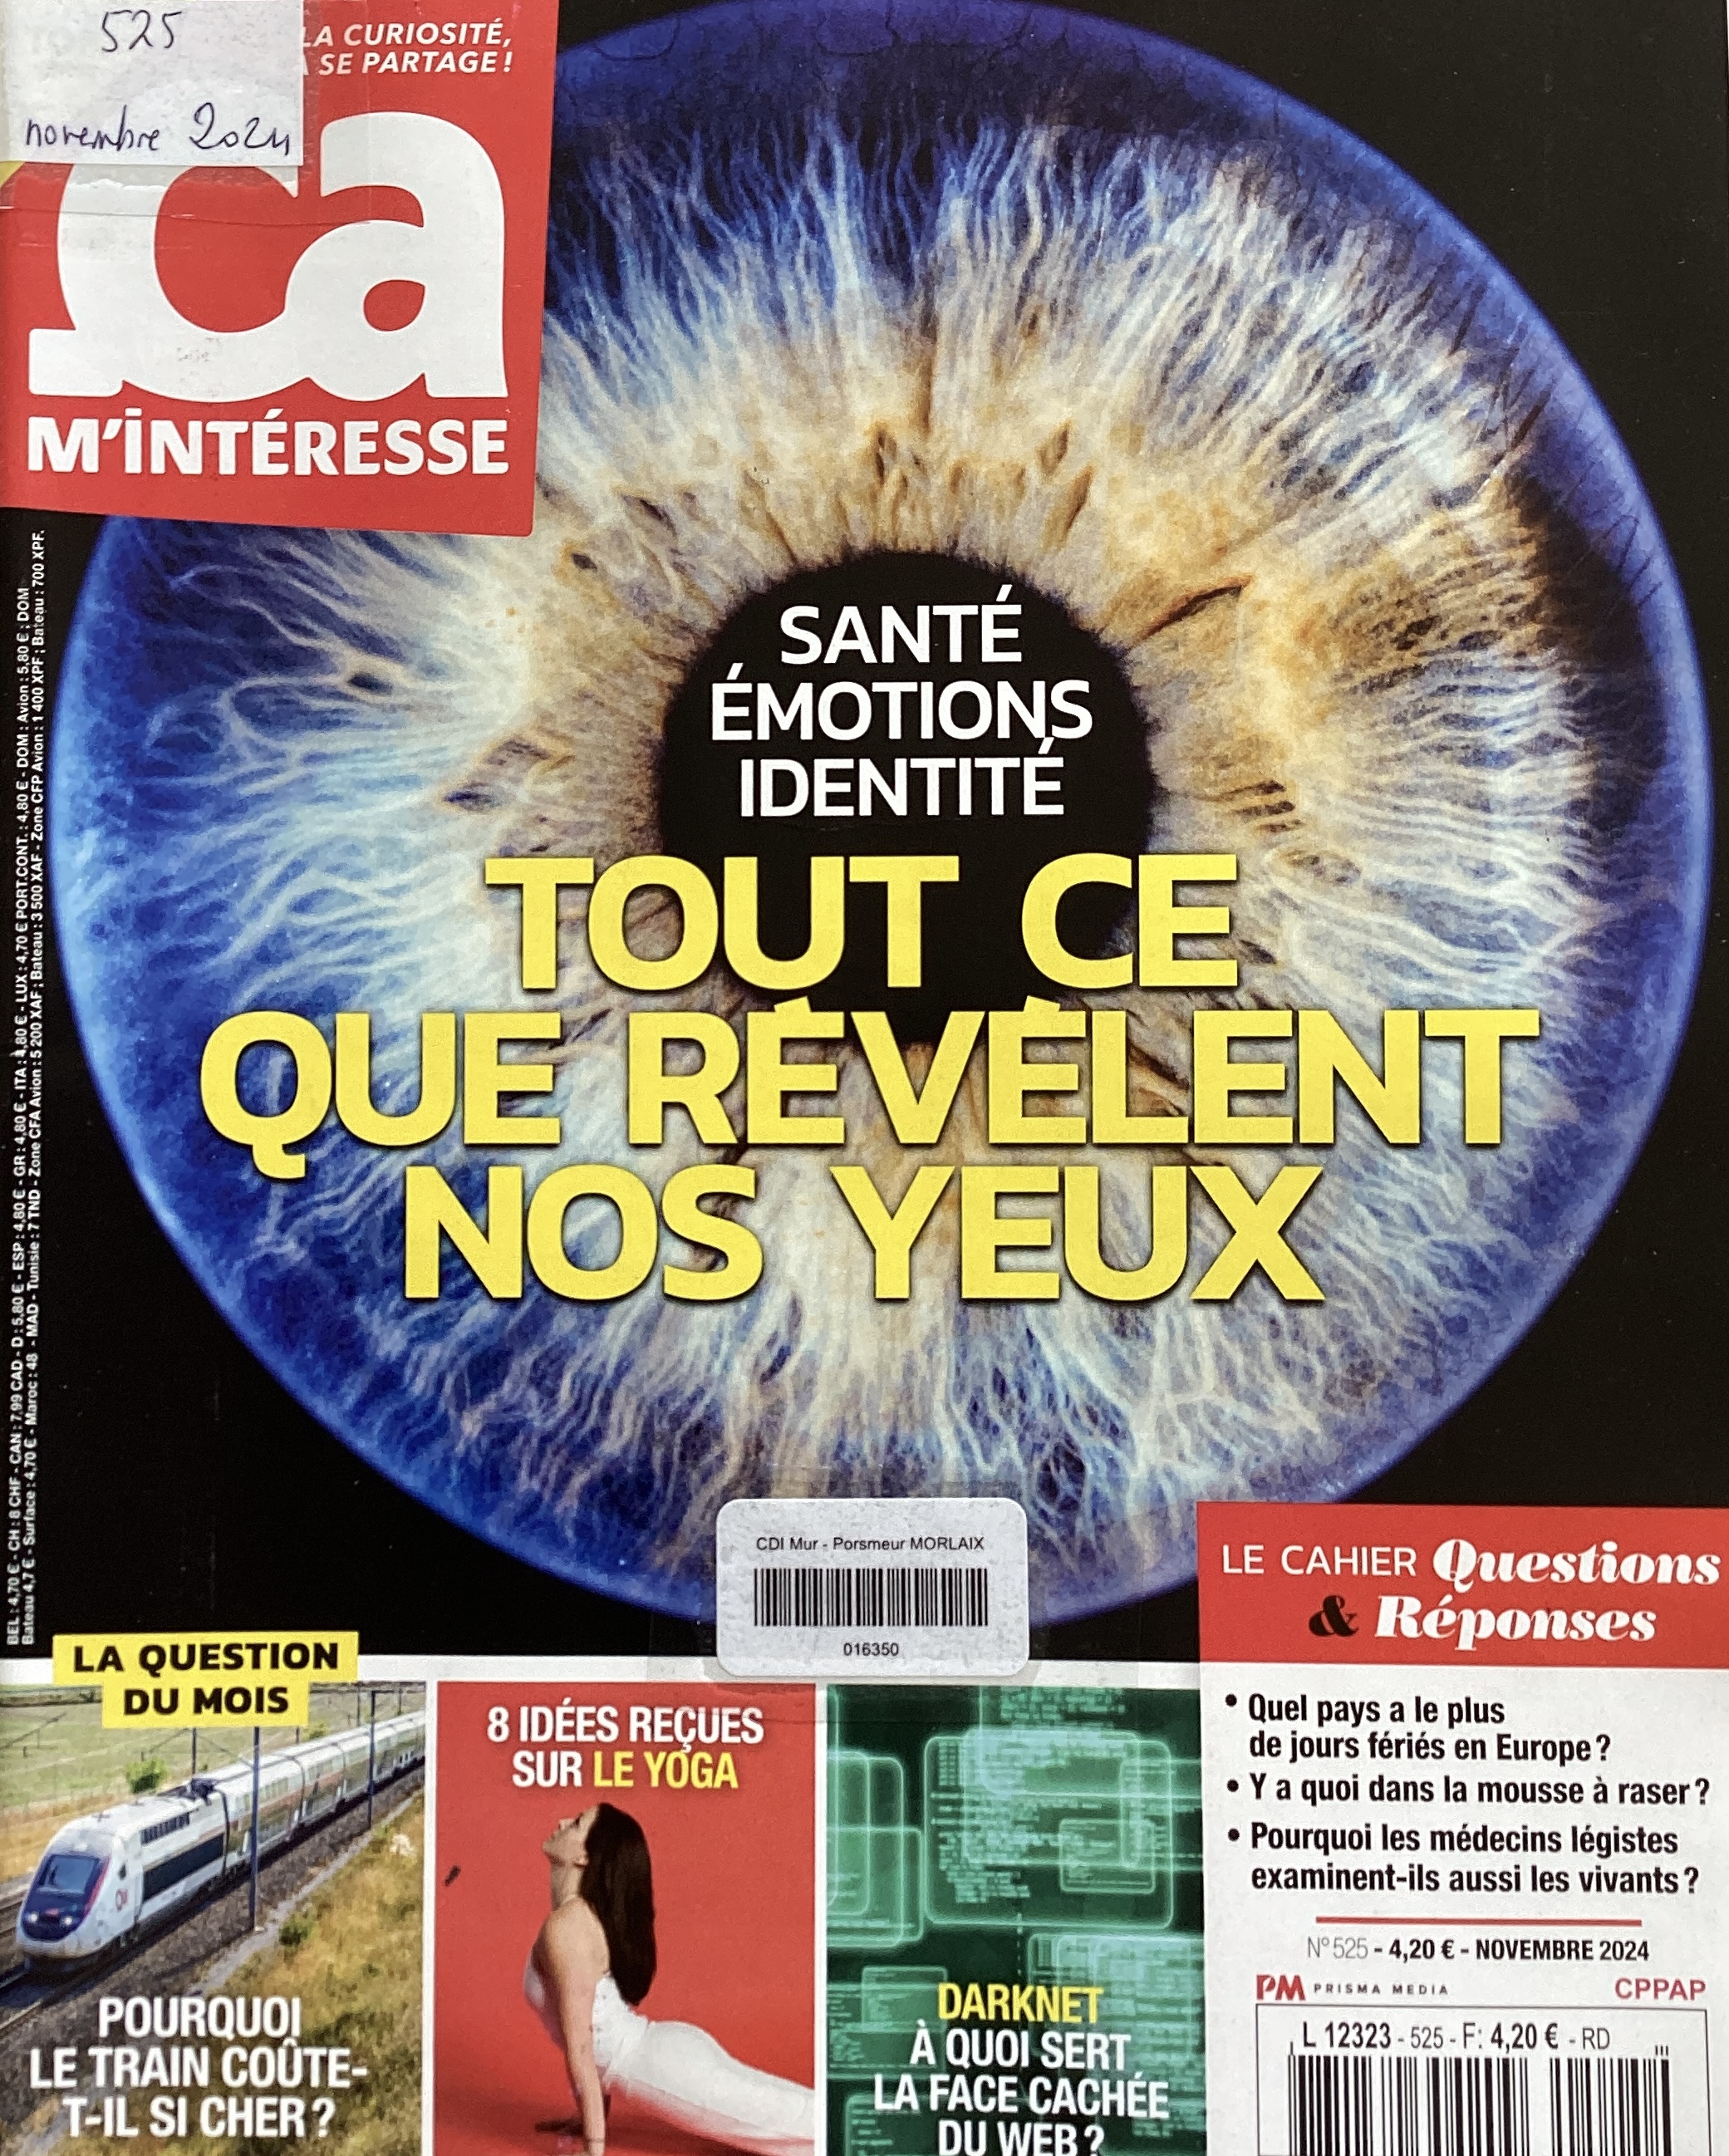 525
novembre 2024
LA CURIOSITÉ,
SE PARTAGE !
ça
M'INTÉRESSE
SANTÉ
ÉMOTIONS
IDENTITÉ
TOUT CE
QUE RÉVÈLENT
NOS YEUX
BEL : 4,70 € - CH : 8 CHF - CAN : 7,99 CAD - D : 5,80 € - ESP : 4,80 € - GR : 4,80 € - ITA : 4,80 € - LUX : 4,70 € PORT.CONT. : 4,80 € - DOM : Avion : 5,80 € ; DOM
Bateau 4,7 € - Surface : 4,70 € - Maroc : 48 - MAD - Tunisie : 7 TND - Zone CFA Avion : 5 200 XAF ; Bateau : 3 500 XAF - Zone CFP Avion : 1 400 XPF ; Bateau : 700 XPF.
CDI Mur - Porsmeur MORLAIX
016350
LE CAHIER Questions
& Réponses
• Quel pays a le plus
de jours fériés en Europe ?
• Y a quoi dans la mousse à raser ?
• Pourquoi les médecins légistes
examinent-ils aussi les vivants ?
N° 525 - 4,20 € - NOVEMBRE 2024
PM PRISMA MEDIA
CPPAP
L 12323 - 525 - F: 4,20 € - RD
LA QUESTION
DU MOIS
POURQUOI
LE TRAIN COÛTE-
T-IL SI CHER ?
8 IDÉES REÇUES
SUR LE YOGA
DARKNET
À QUOI SERT
LA FACE CACHÉE
DU WEB ?